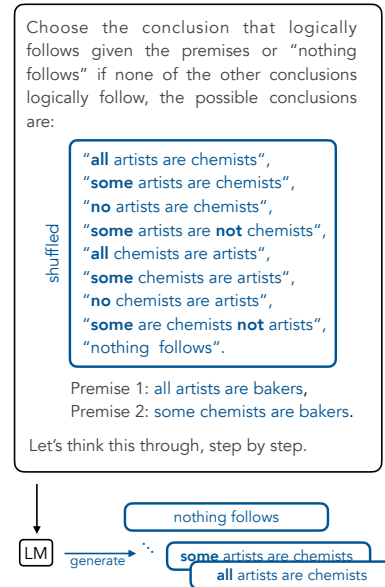 Choose the conclusion that logically
follows given the premises or “nothing
follows” if none of the other conclusions
logically follow, the possible conclusions
are:
shuffled
“all artists are chemists“,
“some artists are chemists“,
“no artists are chemists“,
“some artists are not chemists“,
“all chemists are artists“,
“some chemists are artists“,
“no chemists are artists“,
“some are chemists not artists“,
“nothing follows“.
Premise 1: all artists are bakers,
Premise 2: some chemists are bakers.
Let’s think this through, step by step.
nothing follows
LM
generate
some artists are chemists
all artists are chemists